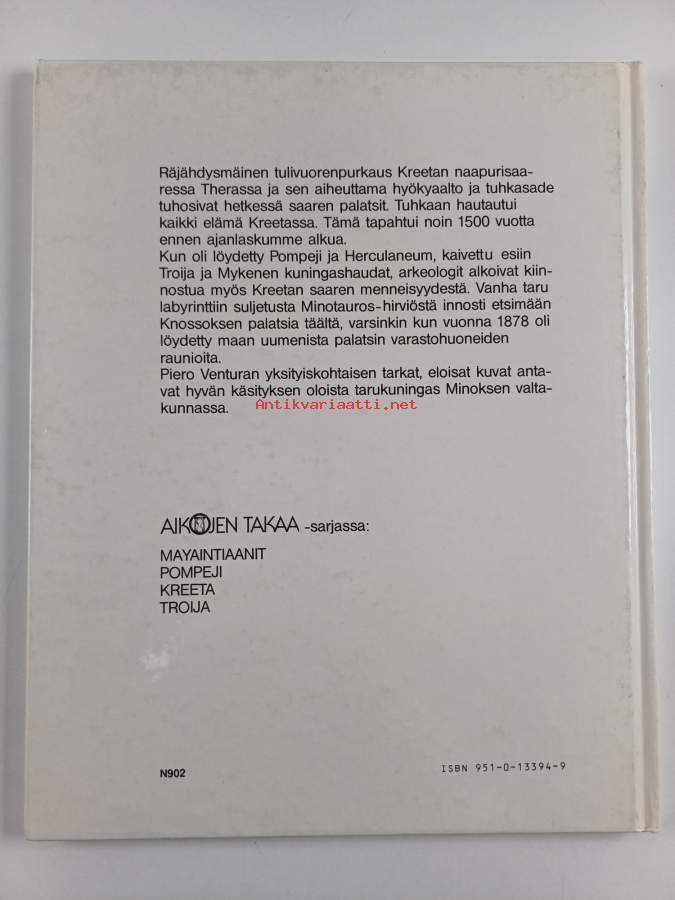 Räjähdysmäinen tulivuorenpurkaus Kreetan naapurisaa-
ressa Therassa ja sen aiheuttama hyökyaalto ja tuhkasade
tuhosivat hetkessä saaren palatsit. Tuhkaan hautautui
kaikki elämä Kreetassa. Tämä tapahtui noin 1500 vuotta
ennen ajanlaskumme alkua.
Kun oli löydetty Pompeji ja Herculaneum, kaivettu esiin
Troija ja Mykenen kuningashaudat, arkeologit alkoivat kiin-
nostua myös Kreetan saaren menneisyydestä. Vanha taru
labyrinttiin suljetusta Minotauros-hirviöstä innosti etsimään
Knossoksen palatsia täältä, varsinkin kun vuonna 1878 oli
löydetty maan uumenista palatsin varastohuoneiden
raunioita.
Piero Venturan yksityiskohtaisen tarkat, eloisat kuvat anta-
vat hyvän käsityksen oloista tarukuningas Minoksen valta-
kunnassa.
Antikvariaatti.net
AIKOJEN TAKAA -sarjassa:
MAYAINTIAANIT
POMPEJI
KREETA
TROIJA
N902
ISBN 951-0-13394-9